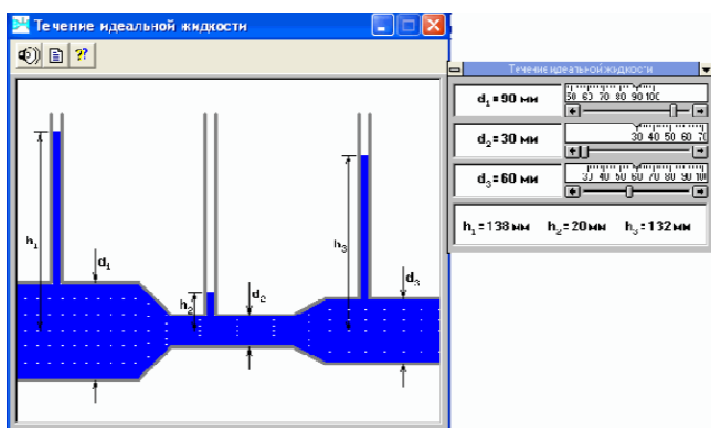 Течение идеальной жидкости
Течение идеальной жидкости
d₁ = 90 мм
50 60 70 80 90 100
d₂ = 30 мм
30 40 50 60 70
d₃ = 60 мм
30 40 50 60 70 80 90 100
h₁ = 138 мм h₂ = 20 мм h₃ = 132 мм
h₁
d₁
h₂
d₂
h₃
d₃